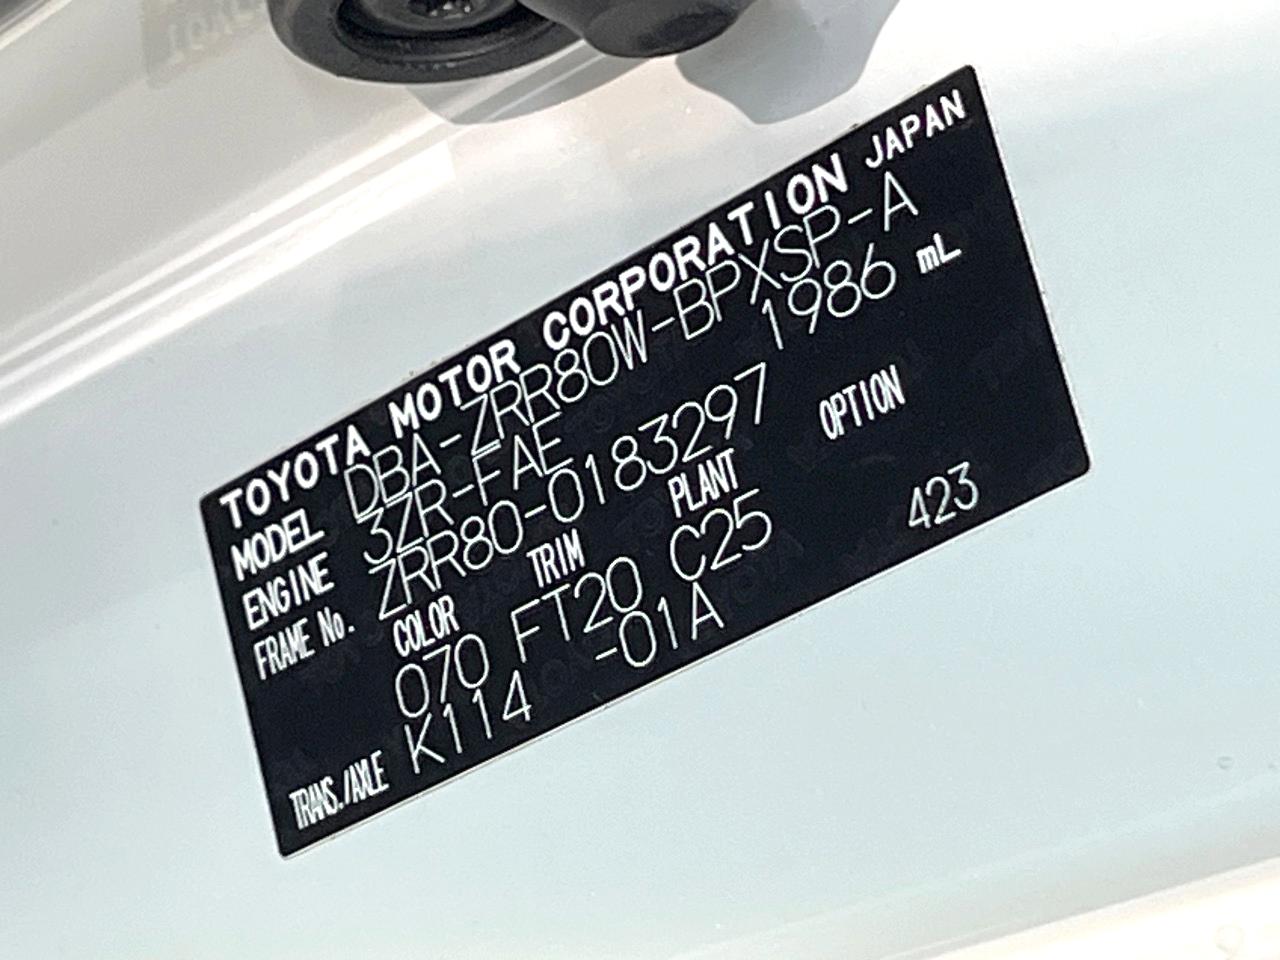 TOYOTA MOTOR CORPORATION JAPAN
MODEL DBA-ZRR80W-BPXSP-A
ENGINE 3ZR-FAE 1986 mL
FRAME No. ZRR80-0183297
COLOR TRIM PLANT OPTION
070 FT20 C25 423
TRANS./AXLE K114 -01A